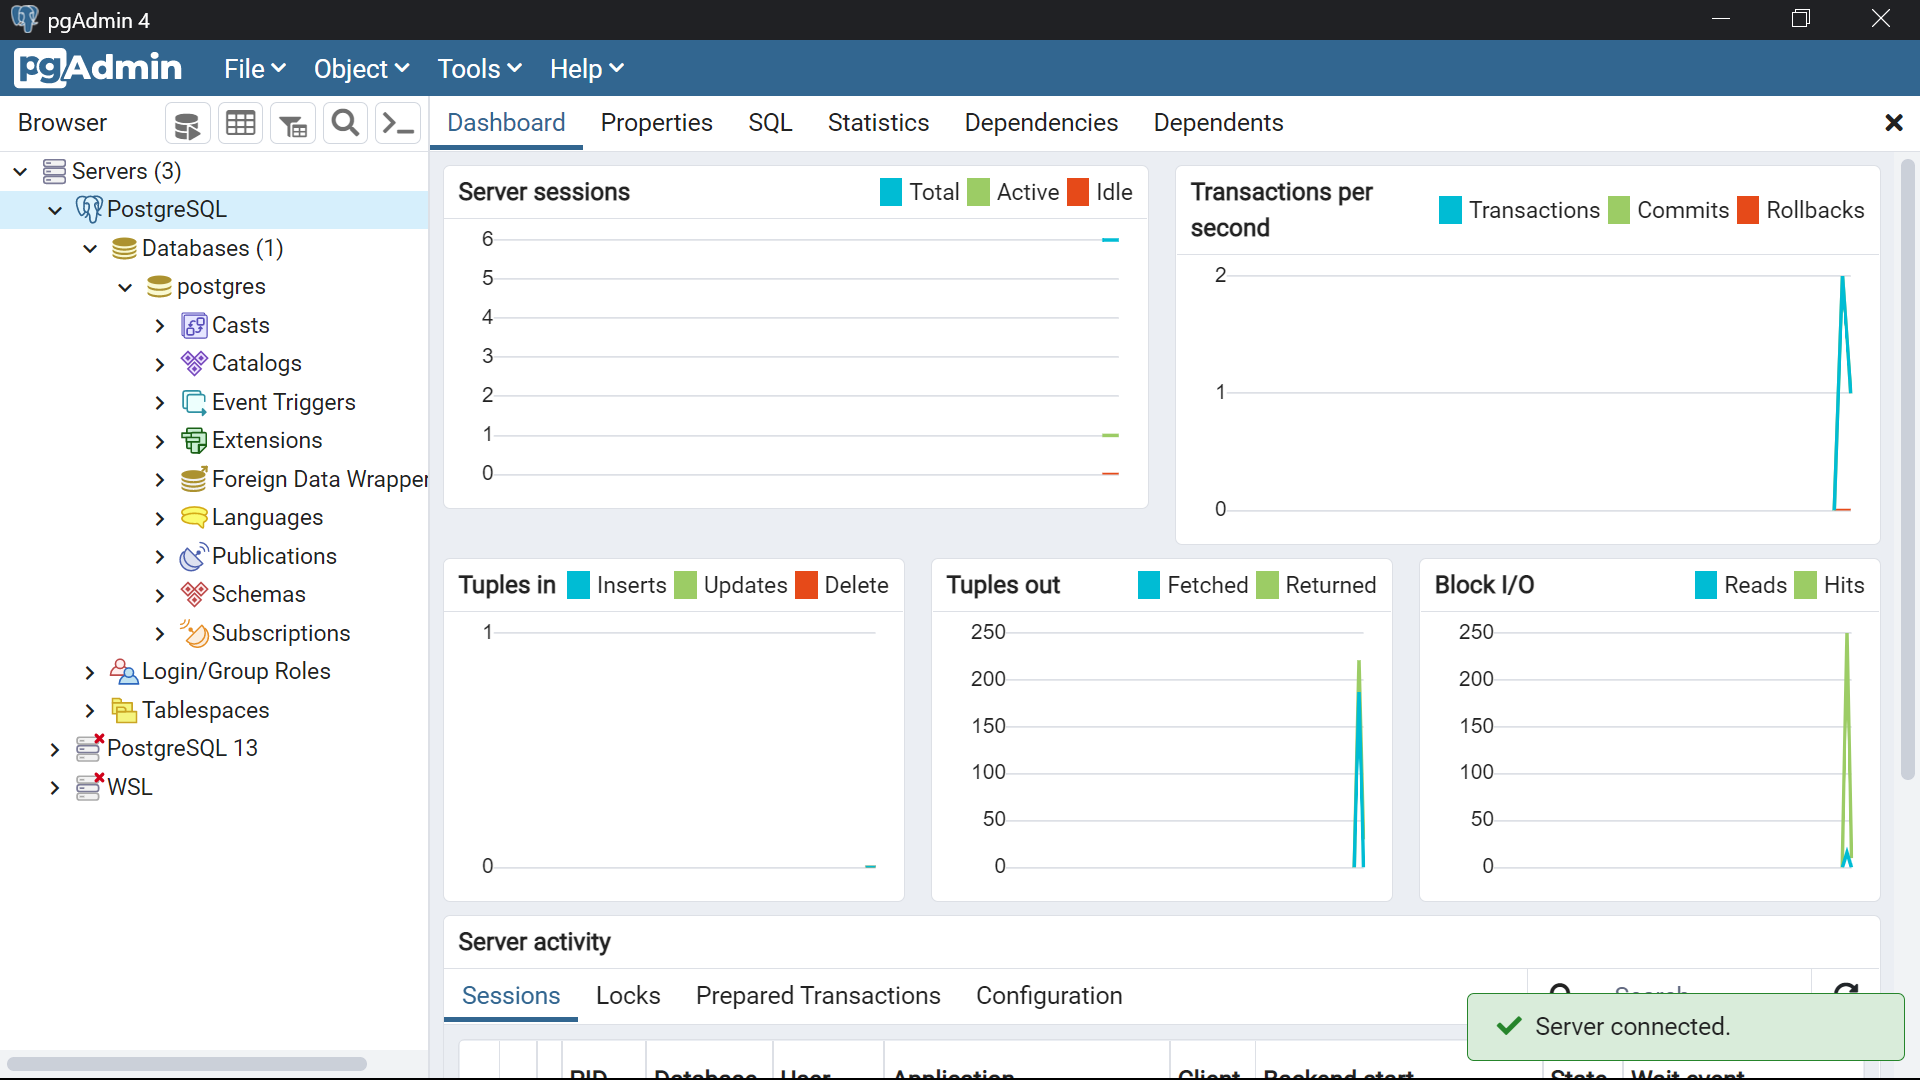 pgAdmin 4
pgAdmin File Object Tools Help
Browser
Dashboard Properties SQL Statistics Dependencies Dependents
Servers (3)
PostgreSQL
Databases (1)
postgres
Casts
Catalogs
Event Triggers
Extensions
Foreign Data Wrapper
Languages
Publications
Schemas
Subscriptions
Login/Group Roles
Tablespaces
PostgreSQL 13
WSL
Server sessions Total Active Idle
6
5
4
3
2
1
0
Transactions per
second
Transactions Commits Rollbacks
2
1
0
Tuples in Inserts Updates Delete
1
0
Tuples out Fetched Returned
250
200
150
100
50
0
Block I/O Reads Hits
250
200
150
100
50
0
Server activity
Sessions Locks Prepared Transactions Configuration
Search
Server connected.
PID Database User Application Client Backend start State Wait event